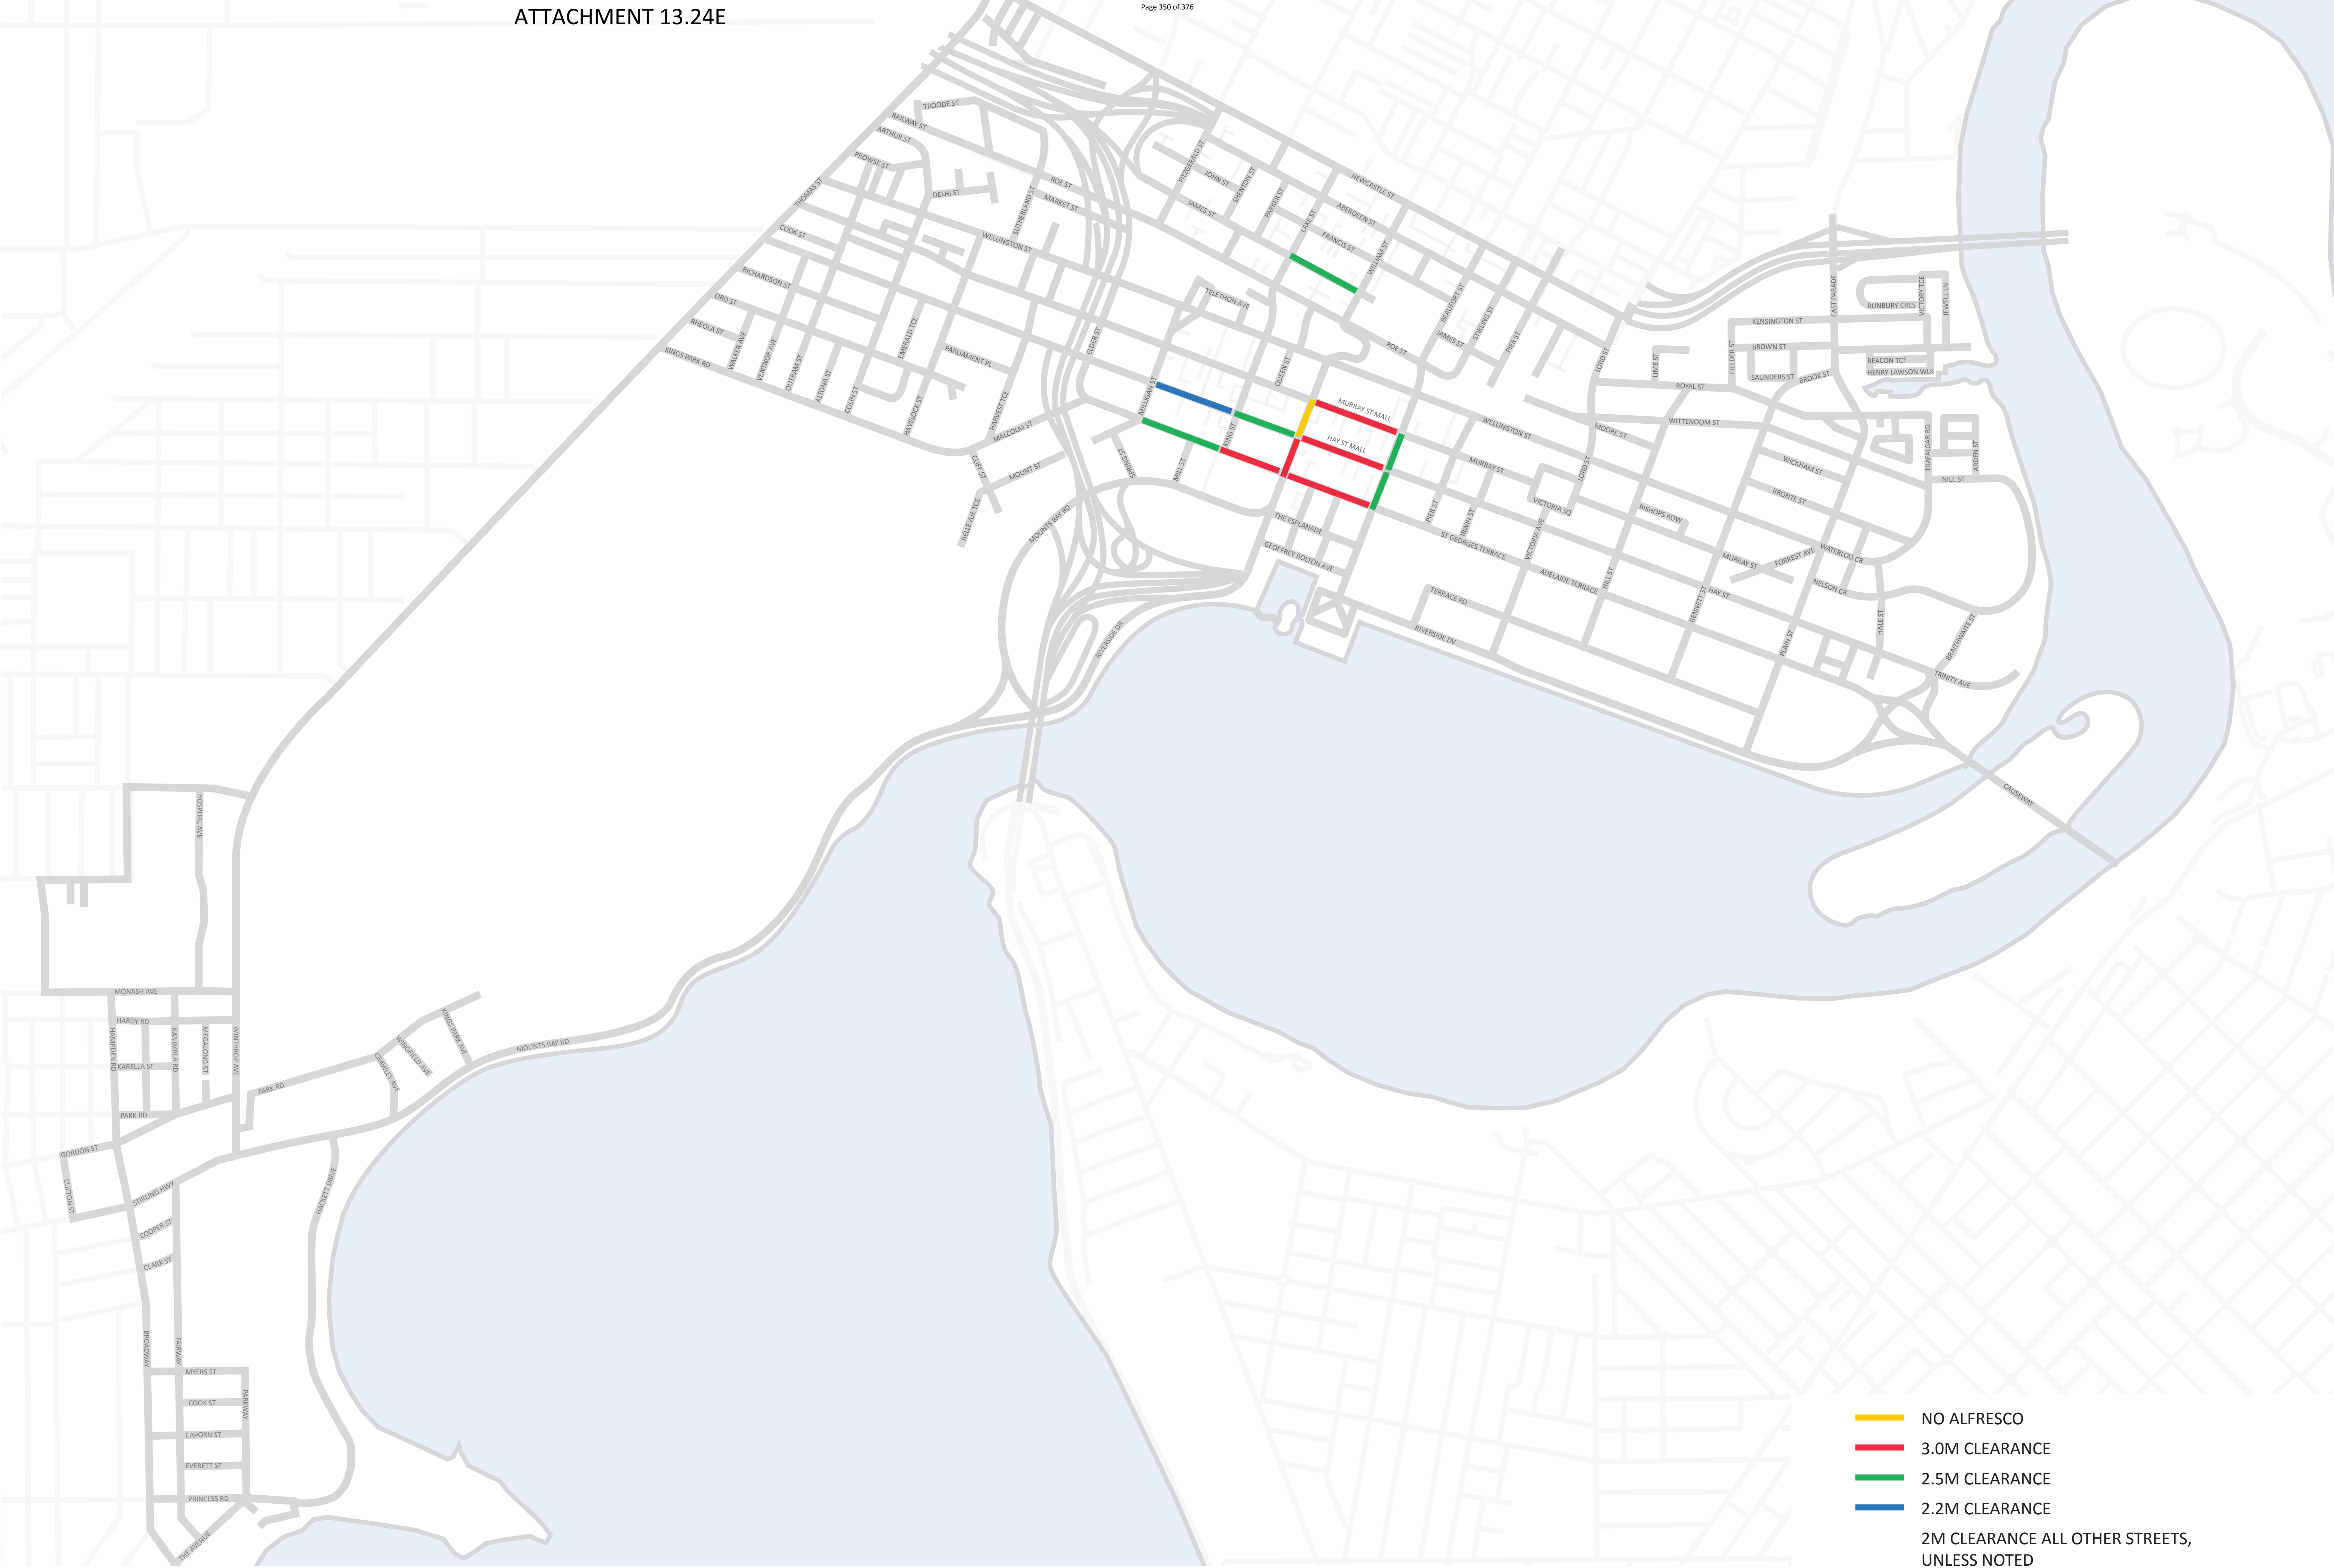 ATTACHMENT 13.24E
Page 350 of 376
TROODE ST
RAILWAY ST
ARTHUR ST
PROWSE ST
THOMAS ST
DELHI ST
SUTHERLAND ST
ROE ST
MARKET ST
FITZGERALD ST
JOHN ST
SHENTON ST
PARKER ST
JAMES ST
LAKE ST
NEWCASTLE ST
ABERDEEN ST
FRANCIS ST
WILLIAM ST
COOK ST
WELLINGTON ST
RICHARDSON ST
ORD ST
RHEOLA ST
KINGS PARK RD
WALKER AVE
VENTNOR AVE
OUTRAM ST
ALTONA ST
COLIN ST
EMERALD TCE
HAVELOCK ST
PARLIAMENT PL
HARVEST TCE
MALCOLM ST
ELDER ST
TELETHON AVE
QUEEN ST
MILLIGAN ST
KING ST
MURRAY ST MALL
HAY ST MALL
ROE ST
BEAUFORT ST
JAMES ST
STIRLING ST
PIER ST
LORD ST
LIME ST
FIELDER ST
KENSINGTON ST
BROWN ST
SAUNDERS ST
BROOK ST
EAST PARADE
BUNBURY CRES
VICTORY TCE
JEWELL LN
BEACON TCE
HENRY LAWSON WLK
ROYAL ST
WITTENOOM ST
MOORE ST
WELLINGTON ST
MURRAY ST
LORD ST
VICTORIA SQ
BISHOPS ROW
WICKHAM ST
BRONTE ST
TRAFALGAR RD
ARDEN ST
NILE ST
CLIFF ST
MOUNT ST
BELLEVUE TCE
SPRING ST
MILL ST
MOUNTS BAY RD
THE ESPLANADE
GEOFFREY BOLTON AVE
PIER ST
IRWIN ST
ST GEORGES TERRACE
VICTORIA AVE
ADELAIDE TERRACE
HILL ST
MURRAY ST
FORREST AVE
WATERLOO CR
NELSON CR
HAY ST
BENNETT ST
PLAIN ST
HALE ST
BRAITHWAITE ST
TRINITY AVE
TERRACE RD
RIVERSIDE DV
RIVERSIDE DR
CAUSEWAY
HOSPITAL AVE
MONASH AVE
HARDY RD
HAMPDEN RD
KANIMBLA RD
MEGALONG ST
WINTHROP AVE
KARELLA ST
PARK RD
PARK RD
CRAWLEY AVE
WINGFIELD AVE
KINGS PARK AVE
MOUNTS BAY RD
GORDON ST
CLIFTON ST
STIRLING HWY
COOPER ST
CLARK ST
HACKETT DRIVE
BROADWAY
FAIRWAY
MYERS ST
COOK ST
PARKWAY
CAPORN ST
EVERETT ST
PRINCESS RD
THE AVENUE
NO ALFRESCO
3.0M CLEARANCE
2.5M CLEARANCE
2.2M CLEARANCE
2M CLEARANCE ALL OTHER STREETS,
UNLESS NOTED